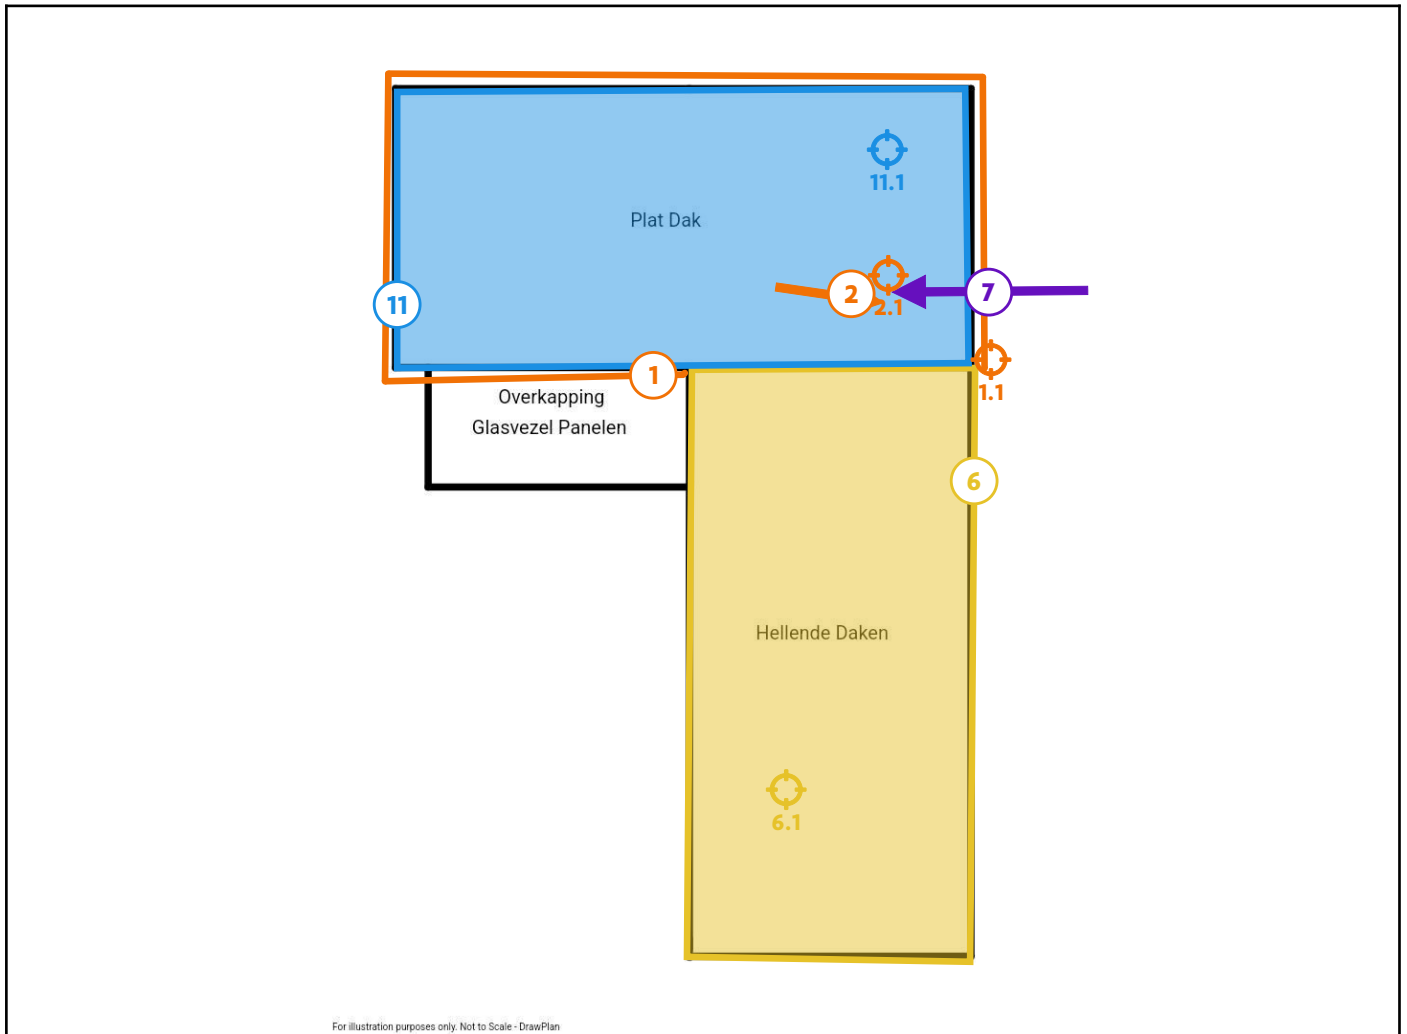 11.1
Plat Dak
11
2
2.1
7
1
1.1
Overkapping
Glasvezel Panelen
6
Hellende Daken
6.1
For illustration purposes only. Not to Scale - DrawPlan